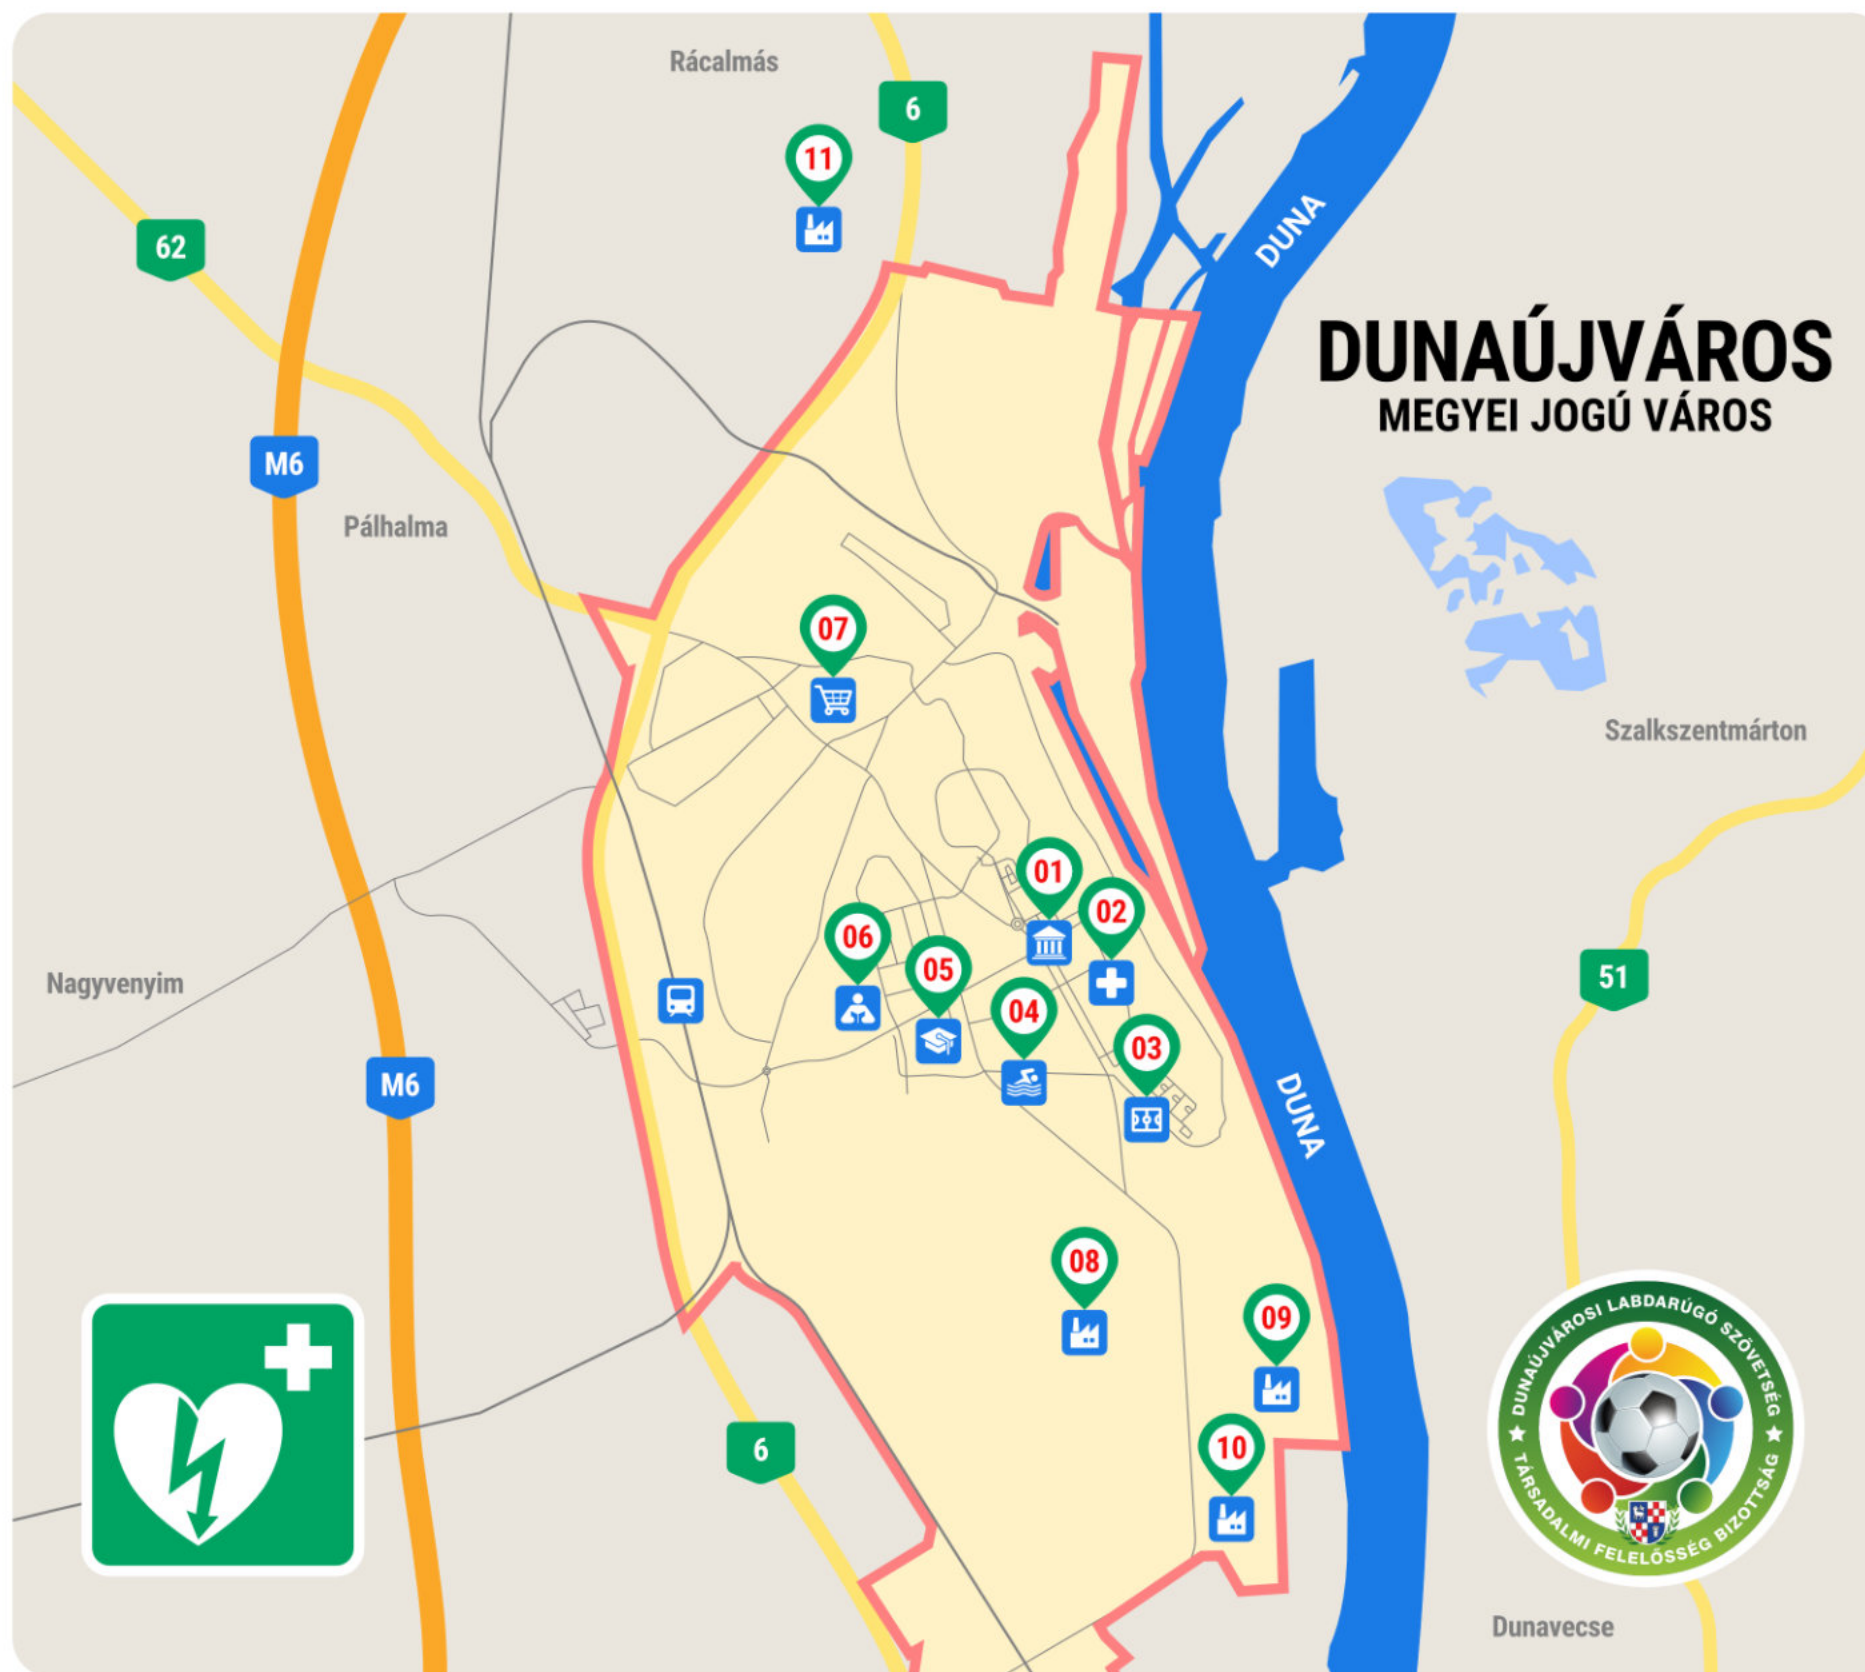 Rácalmás
6
11
62
DUNA
DUNAÚJVÁROS
MEGYEI JOGÚ VÁROS
M6
Pálhalma
07
Szalkszentmárton
01
02
06
05
51
Nagyvenyim
04
03
M6
DUNA
08
09
6
10
DUNAÚJVÁROSI LABDARÚGÓ SZÖVETSÉG
TÁRSADALMI FELELŐSSÉG BIZOTTSÁG
Dunavecse